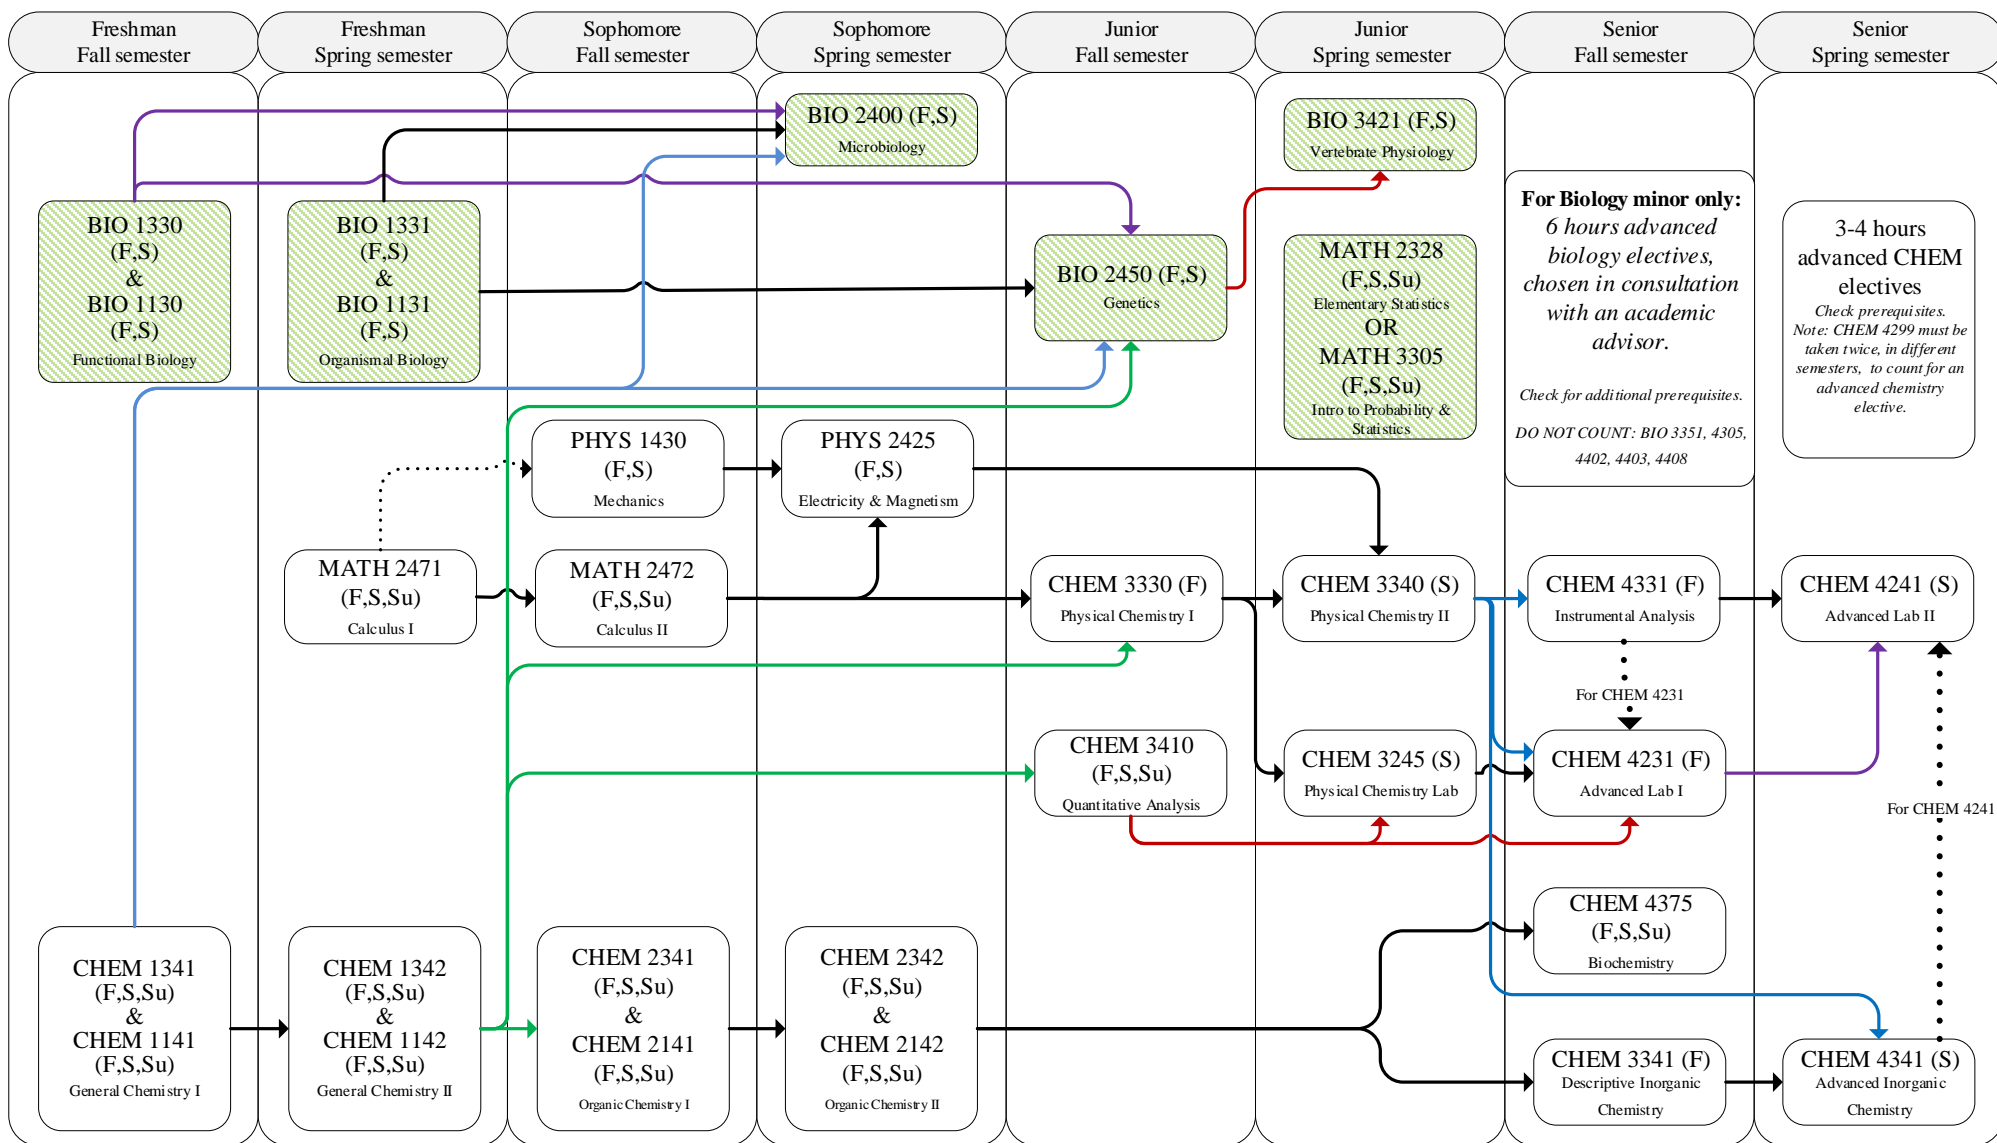 Freshman
Fall semester
Freshman
Spring semester
Sophomore
Fall semester
Sophomore
Spring semester
Junior
Fall semester
Junior
Spring semester
Senior
Fall semester
Senior
Spring semester
BIO 1330
(F,S)
&
BIO 1130
(F,S)
Functional Biology
CHEM 1341
(F,S,Su)
&
CHEM 1141
(F,S,Su)
General Chemistry I
BIO 1331
(F,S)
&
BIO 1131
(F,S)
Organismal Biology
MATH 2471
(F,S,Su)
Calculus I
CHEM 1342
(F,S,Su)
&
CHEM 1142
(F,S,Su)
General Chemistry II
PHYS 1430
(F,S)
Mechanics
MATH 2472
(F,S,Su)
Calculus II
CHEM 2341
(F,S,Su)
&
CHEM 2141
(F,S,Su)
Organic Chemistry I
BIO 2400 (F,S)
Microbiology
PHYS 2425
(F,S)
Electricity & Magnetism
CHEM 2342
(F,S,Su)
&
CHEM 2142
(F,S,Su)
Organic Chemistry II
BIO 2450 (F,S)
Genetics
CHEM 3330 (F)
Physical Chemistry I
CHEM 3410
(F,S,Su)
Quantitative Analysis
BIO 3421 (F,S)
Vertebrate Physiology
MATH 2328
(F,S,Su)
Elementary Statistics
OR
MATH 3305
(F,S,Su)
Intro to Probability &
Statistics
CHEM 3340 (S)
Physical Chemistry II
CHEM 3245 (S)
Physical Chemistry Lab
For Biology minor only:
6 hours advanced
biology electives,
chosen in consultation
with an academic
advisor.
Check for additional prerequisites.
DO NOT COUNT: BIO 3351, 4305,
4402, 4403, 4408
CHEM 4331 (F)
Instrumental Analysis
For CHEM 4231
CHEM 4231 (F)
Advanced Lab I
CHEM 4375
(F,S,Su)
Biochemistry
CHEM 3341 (F)
Descriptive Inorganic
Chemistry
3-4 hours
advanced CHEM
electives
Check prerequisites.
Note: CHEM 4299 must be
taken twice, in different
semesters, to count for an
advanced chemistry
elective.
CHEM 4241 (S)
Advanced Lab II
For CHEM 4241
CHEM 4341 (S)
Advanced Inorganic
Chemistry